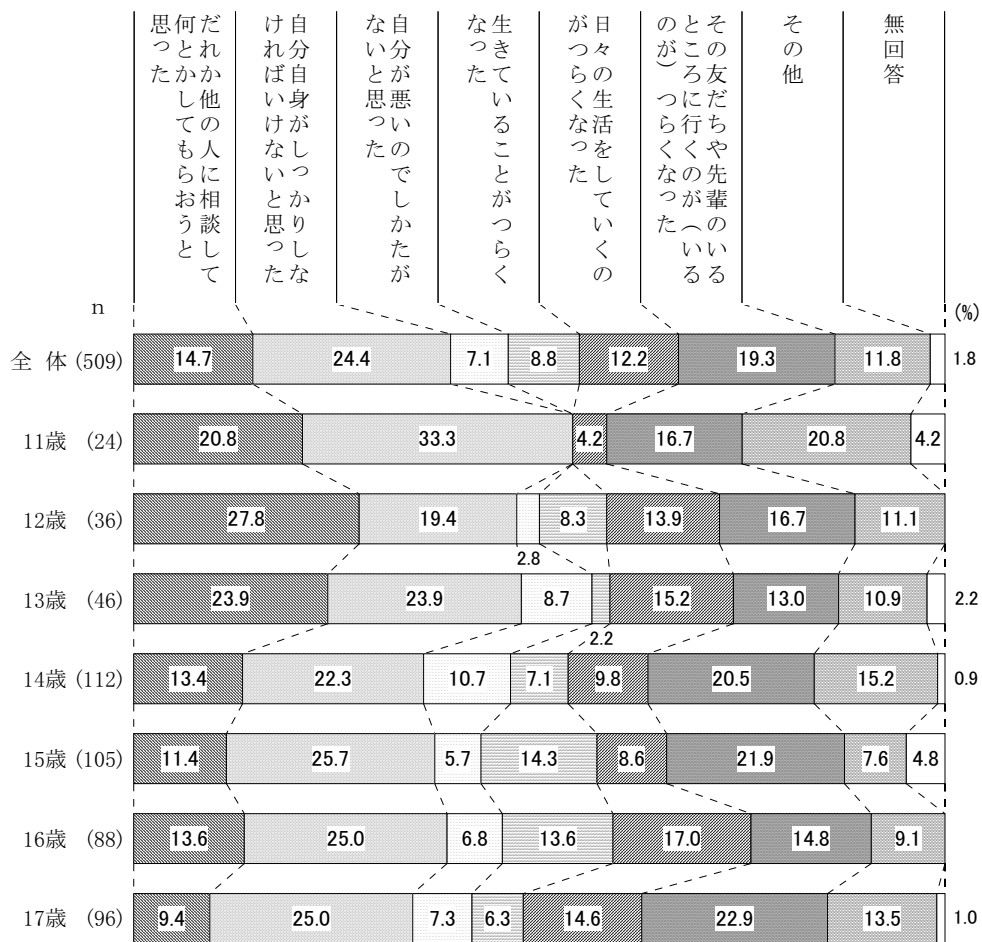 だれか他の人に相談して
何とかしてもらおうと
思った
自分自身がしっかりしな
ければいけないと思った
自分が悪いのでしかたが
ないと思った
生きていることがつらく
なった
日々の生活をしていくの
がつらくなった
その友だちや先輩のいる
ところに行くのが（いる
のが）つらくなった
その他
無回答
n
(%)
全 体 (509) 14.7 24.4 7.1 8.8 12.2 19.3 11.8 1.8
11歳 (24) 20.8 33.3 4.2 16.7 20.8 4.2
12歳 (36) 27.8 19.4 8.3 13.9 16.7 11.1
2.8
13歳 (46) 23.9 23.9 8.7 15.2 13.0 10.9 2.2
2.2
14歳 (112) 13.4 22.3 10.7 7.1 9.8 20.5 15.2 0.9
15歳 (105) 11.4 25.7 5.7 14.3 8.6 21.9 7.6 4.8
16歳 (88) 13.6 25.0 6.8 13.6 17.0 14.8 9.1
17歳 (96) 9.4 25.0 7.3 6.3 14.6 22.9 13.5 1.0